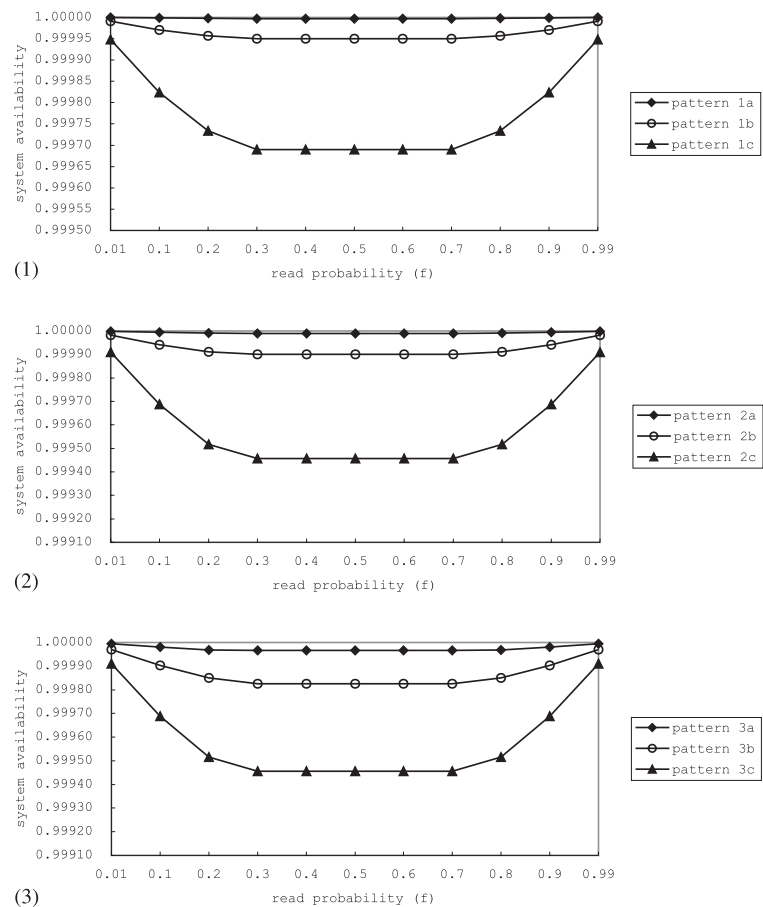 1.00000
0.99995
0.99990
0.99985
0.99980
0.99975
0.99970
0.99965
0.99960
0.99955
0.99950
system availability
0.01 0.1 0.2 0.3 0.4 0.5 0.6 0.7 0.8 0.9 0.99
read probability (f)
pattern 1a
pattern 1b
pattern 1c
(1)
1.00000
0.99990
0.99980
0.99970
0.99960
0.99950
0.99940
0.99930
0.99920
0.99910
system availability
0.01 0.1 0.2 0.3 0.4 0.5 0.6 0.7 0.8 0.9 0.99
read probability (f)
pattern 2a
pattern 2b
pattern 2c
(2)
1.00000
0.99990
0.99980
0.99970
0.99960
0.99950
0.99940
0.99930
0.99920
0.99910
system availability
0.01 0.1 0.2 0.3 0.4 0.5 0.6 0.7 0.8 0.9 0.99
read probability (f)
pattern 3a
pattern 3b
pattern 3c
(3)